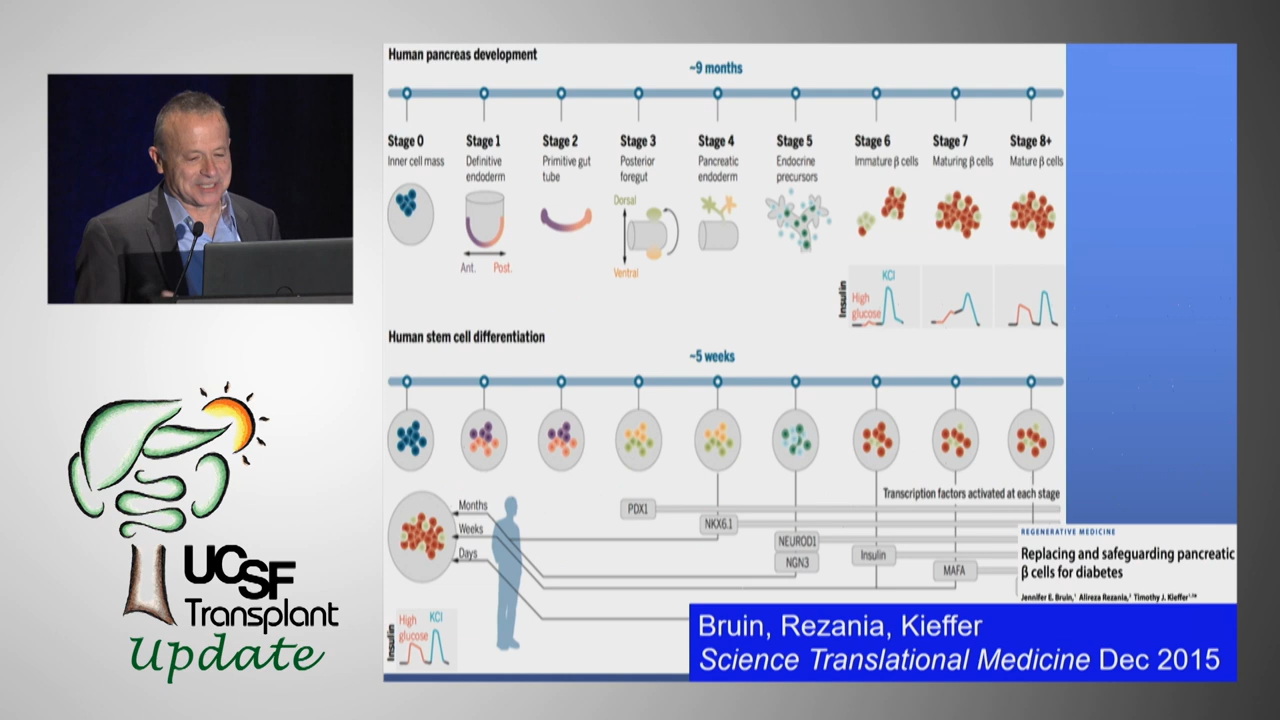 Human pancreas development
~9 months
Stage 0
Inner cell mass
Stage 1
Definitive
endoderm
Stage 2
Primitive gut
tube
Stage 3
Posterior
foregut
Stage 4
Pancreatic
endoderm
Stage 5
Endocrine
precursors
Stage 6
Immature β cells
Stage 7
Maturing β cells
Stage 8+
Mature β cells
Ant.
Post.
Dorsal
Ventral
Insulin
High
glucose
KCl
Human stem cell differentiation
~5 weeks
Transcription factors activated at each stage
PDX1
NKX6.1
NEUROD1
NGN3
Insulin
MAFA
Months
Weeks
Days
Insulin
High
glucose
KCl
REGENERATIVE MEDICINE
Replacing and safeguarding pancreatic
β cells for diabetes
Jennifer E. Bruin,¹ Alireza Rezania,² Timothy J. Kieffer¹,³*
Bruin, Rezania, Kieffer
Science Translational Medicine Dec 2015
UCSF
Transplant
Update